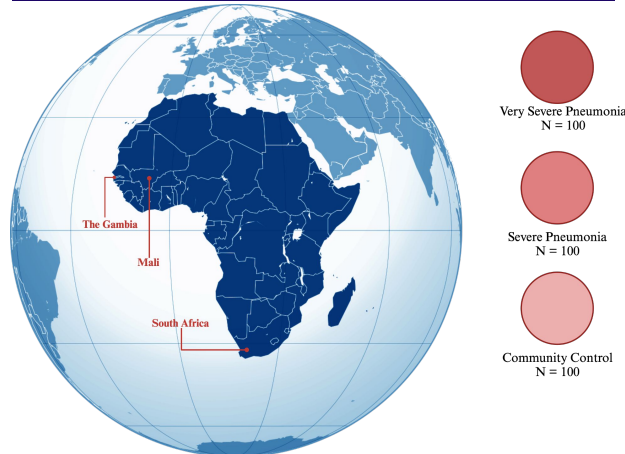 The Gambia
Mali
South Africa
Very Severe Pneumonia
N = 100
Severe Pneumonia
N = 100
Community Control
N = 100